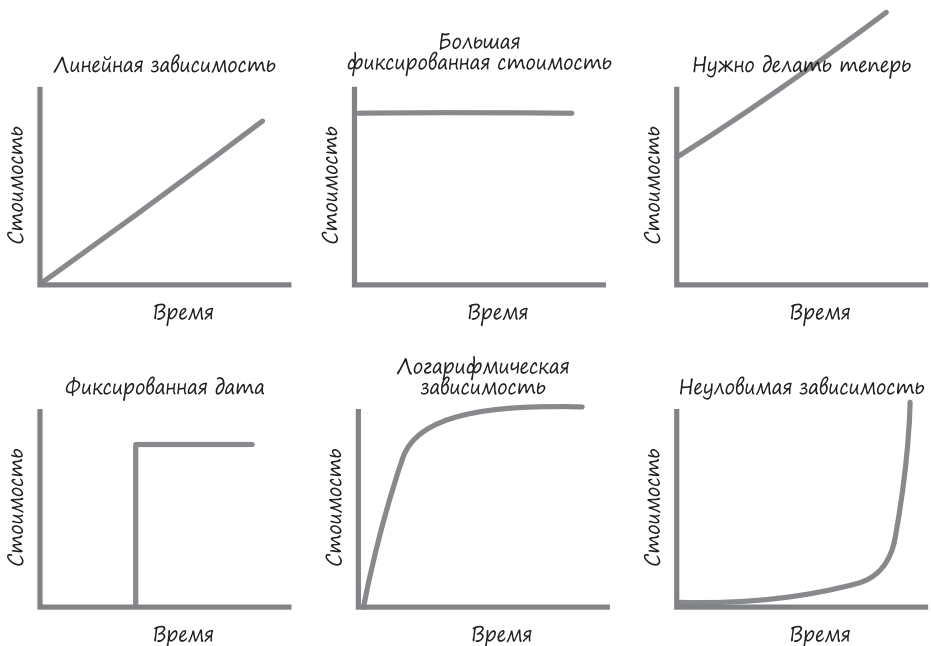 Линейная зависимость
Большая
фиксированная стоимость
Нужно делать теперь
Стоимость
Стоимость
Стоимость
Время
Время
Время
Фиксированная дата
Логарифмическая
зависимость
Неуловимая зависимость
Стоимость
Стоимость
Стоимость
Время
Время
Время